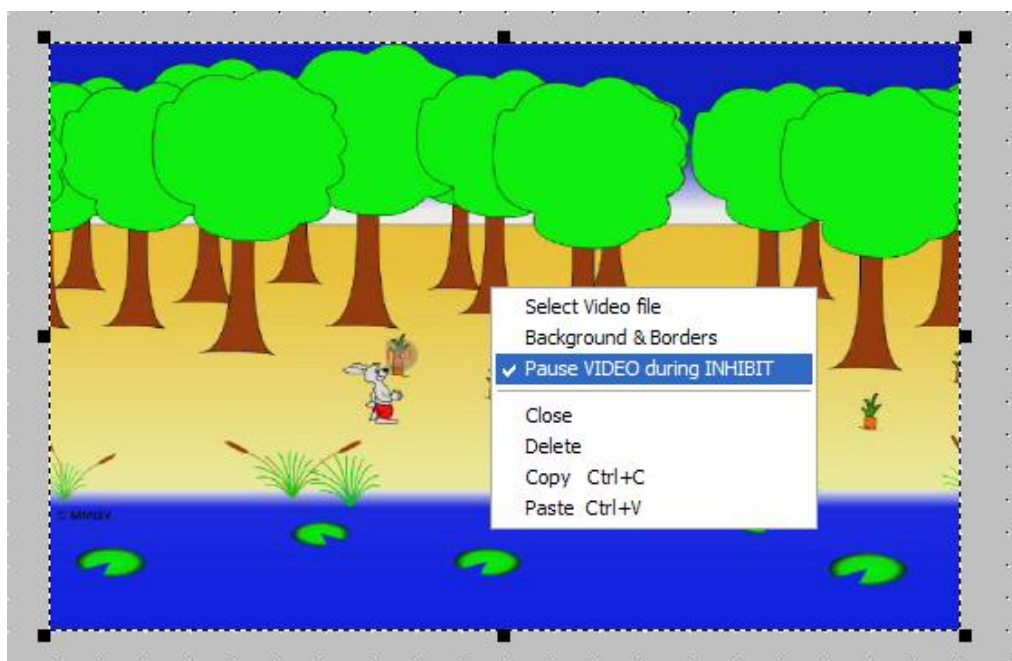 Select Video file
Background & Borders
Pause VIDEO during INHIBIT
Close
Delete
Copy Ctrl+C
Paste Ctrl+V